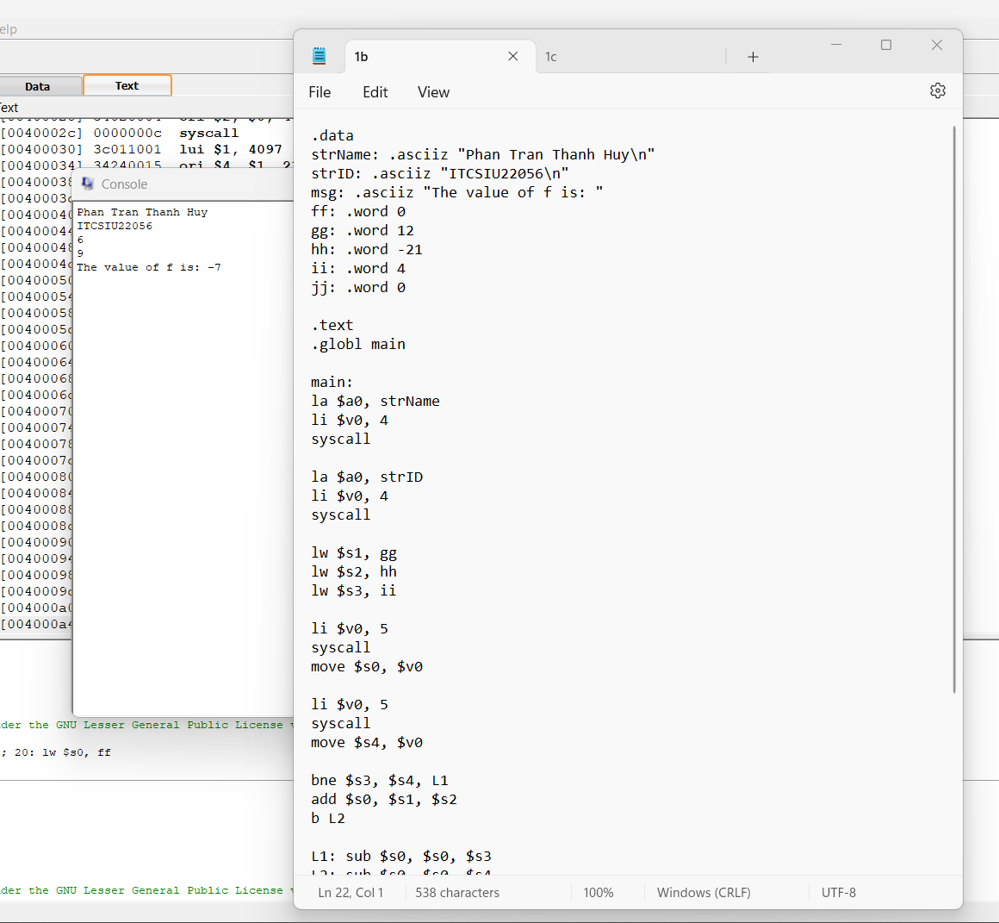 elp
Data
Text
Text
[0040002c] 0000000c syscall
[00400030] 3c011001 lui $1, 4097
[00400034] 34240015 ori $4, $1, 21
[00400038
[0040003c
[00400040
[00400044
[00400048
[0040004c
[00400050
[00400054
[00400058
[0040005c
[00400060
[00400064
[00400068
[0040006c
[00400070
[00400074
[00400078
[0040007c
[00400080
[00400084
[00400088
[0040008c
[00400090
[00400094
[00400098
[0040009c
[004000a0
[004000a4
Console
Phan Tran Thanh Huy
ITCSIU22056
6
9
The value of f is: -7
der the GNU Lesser General Public License
; 20: lw $s0, ff
der the GNU Lesser General Public License
1b
1c
File Edit View
.data
strName: .asciiz "Phan Tran Thanh Huy\n"
strID: .asciiz "ITCSIU22056\n"
msg: .asciiz "The value of f is: "
ff: .word 0
gg: .word 12
hh: .word -21
ii: .word 4
jj: .word 0
.text
.globl main
main:
la $a0, strName
li $v0, 4
syscall
la $a0, strID
li $v0, 4
syscall
lw $s1, gg
lw $s2, hh
lw $s3, ii
li $v0, 5
syscall
move $s0, $v0
li $v0, 5
syscall
move $s4, $v0
bne $s3, $s4, L1
add $s0, $s1, $s2
b L2
L1: sub $s0, $s0, $s3
L2: sub $s0, $s0, $s4
Ln 22, Col 1
538 characters
100%
Windows (CRLF)
UTF-8